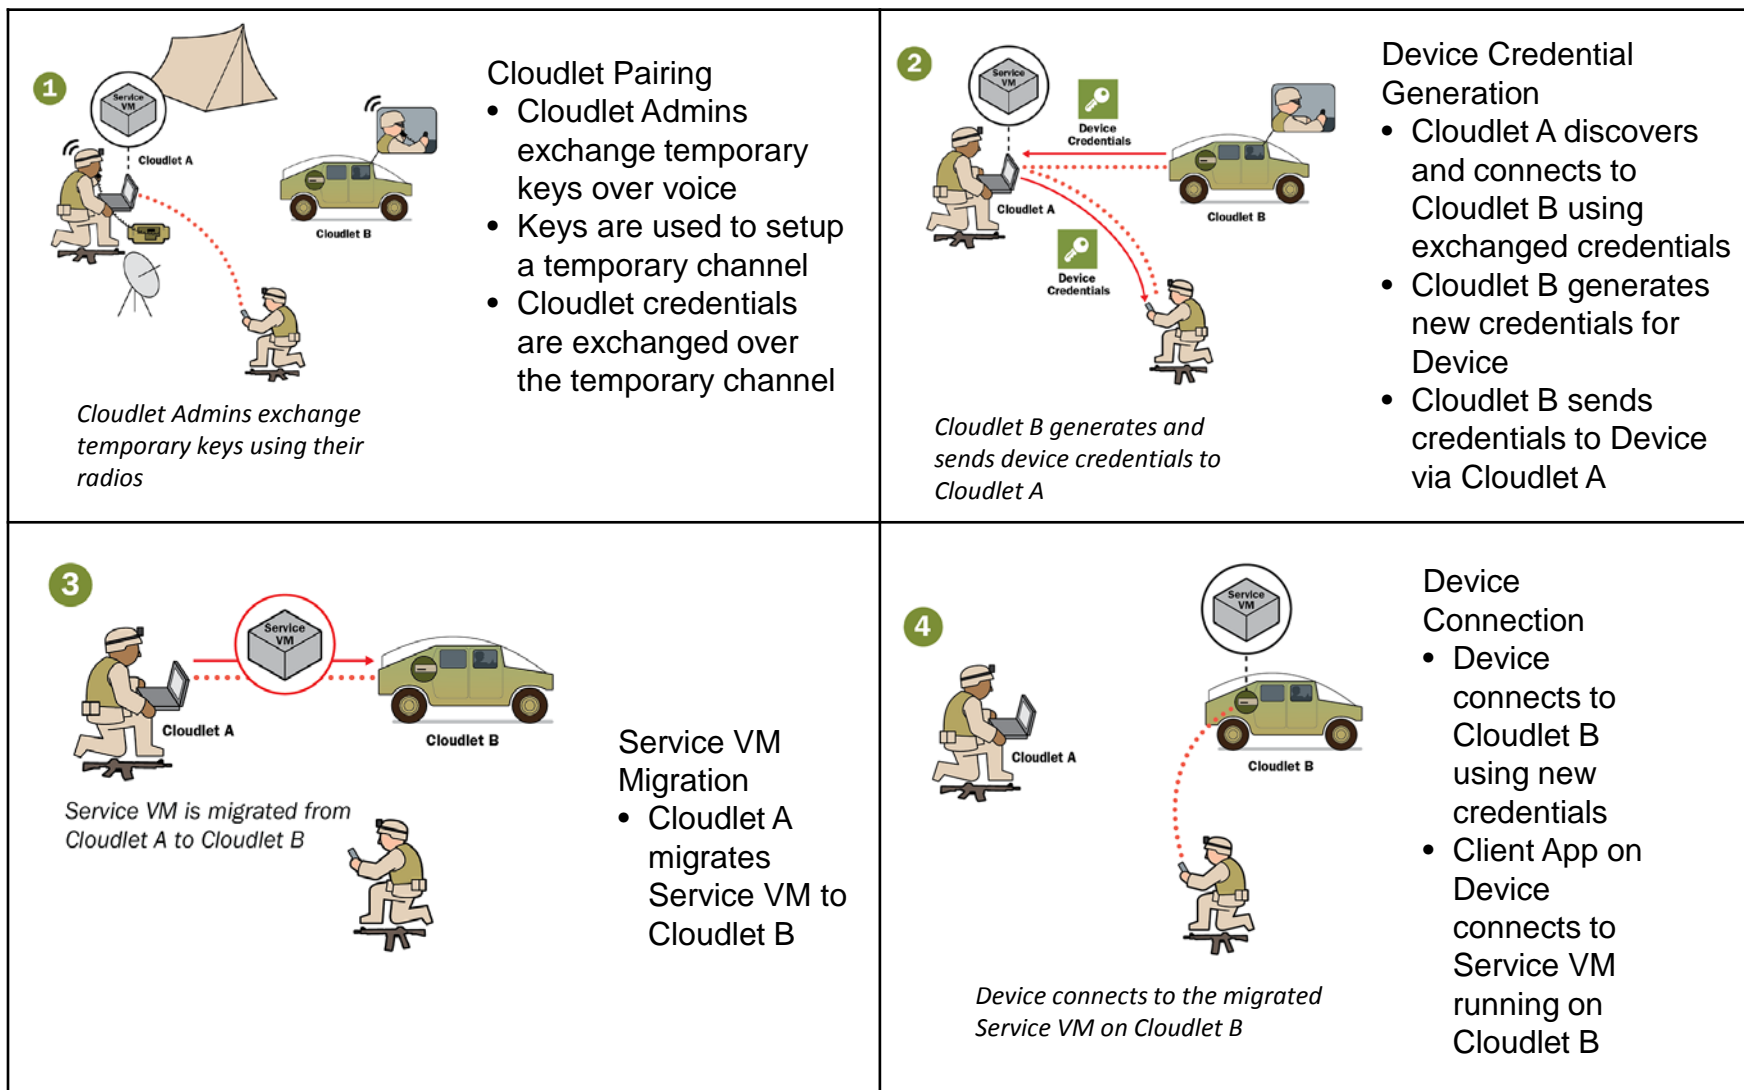 1
Service
VM
Cloudlet A
Cloudlet B
Cloudlet Admins exchange
temporary keys using their
radios
Cloudlet Pairing
• Cloudlet Admins
exchange temporary
keys over voice
• Keys are used to setup
a temporary channel
• Cloudlet credentials
are exchanged over
the temporary channel
2
Service
VM
Device
Credentials
Cloudlet A
Cloudlet B
Device
Credentials
Cloudlet B generates and
sends device credentials to
Cloudlet A
Device Credential
Generation
• Cloudlet A discovers
and connects to
Cloudlet B using
exchanged credentials
• Cloudlet B generates
new credentials for
Device
• Cloudlet B sends
credentials to Device
via Cloudlet A
3
Service
VM
Cloudlet A
Cloudlet B
Service VM is migrated from
Cloudlet A to Cloudlet B
Service VM
Migration
• Cloudlet A
migrates
Service VM to
Cloudlet B
4
Service
VM
Cloudlet A
Cloudlet B
Device connects to the migrated
Service VM on Cloudlet B
Device
Connection
• Device
connects to
Cloudlet B
using new
credentials
• Client App on
Device
connects to
Service VM
running on
Cloudlet B